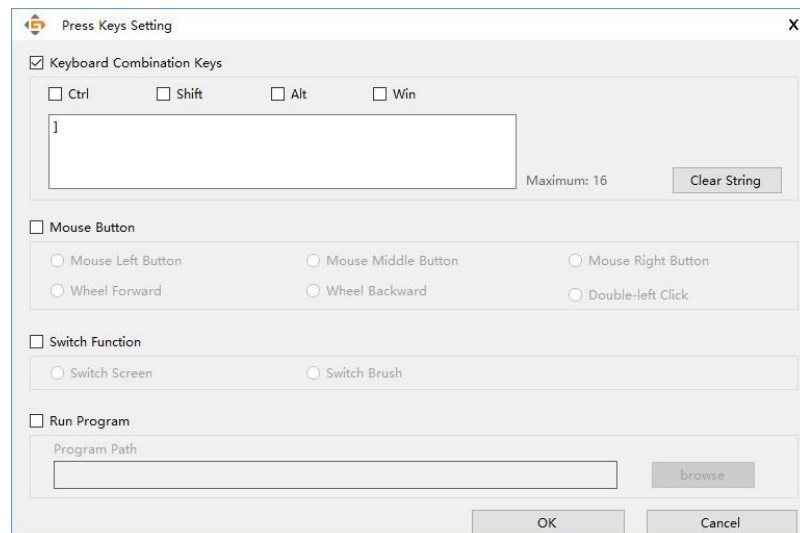 Press Keys Setting X
Keyboard Combination Keys
Ctrl Shift Alt Win
]
Maximum: 16 Clear String
Mouse Button
Mouse Left Button Mouse Middle Button Mouse Right Button
Wheel Forward Wheel Backward Double-left Click
Switch Function
Switch Screen Switch Brush
Run Program
Program Path
browse
OK Cancel